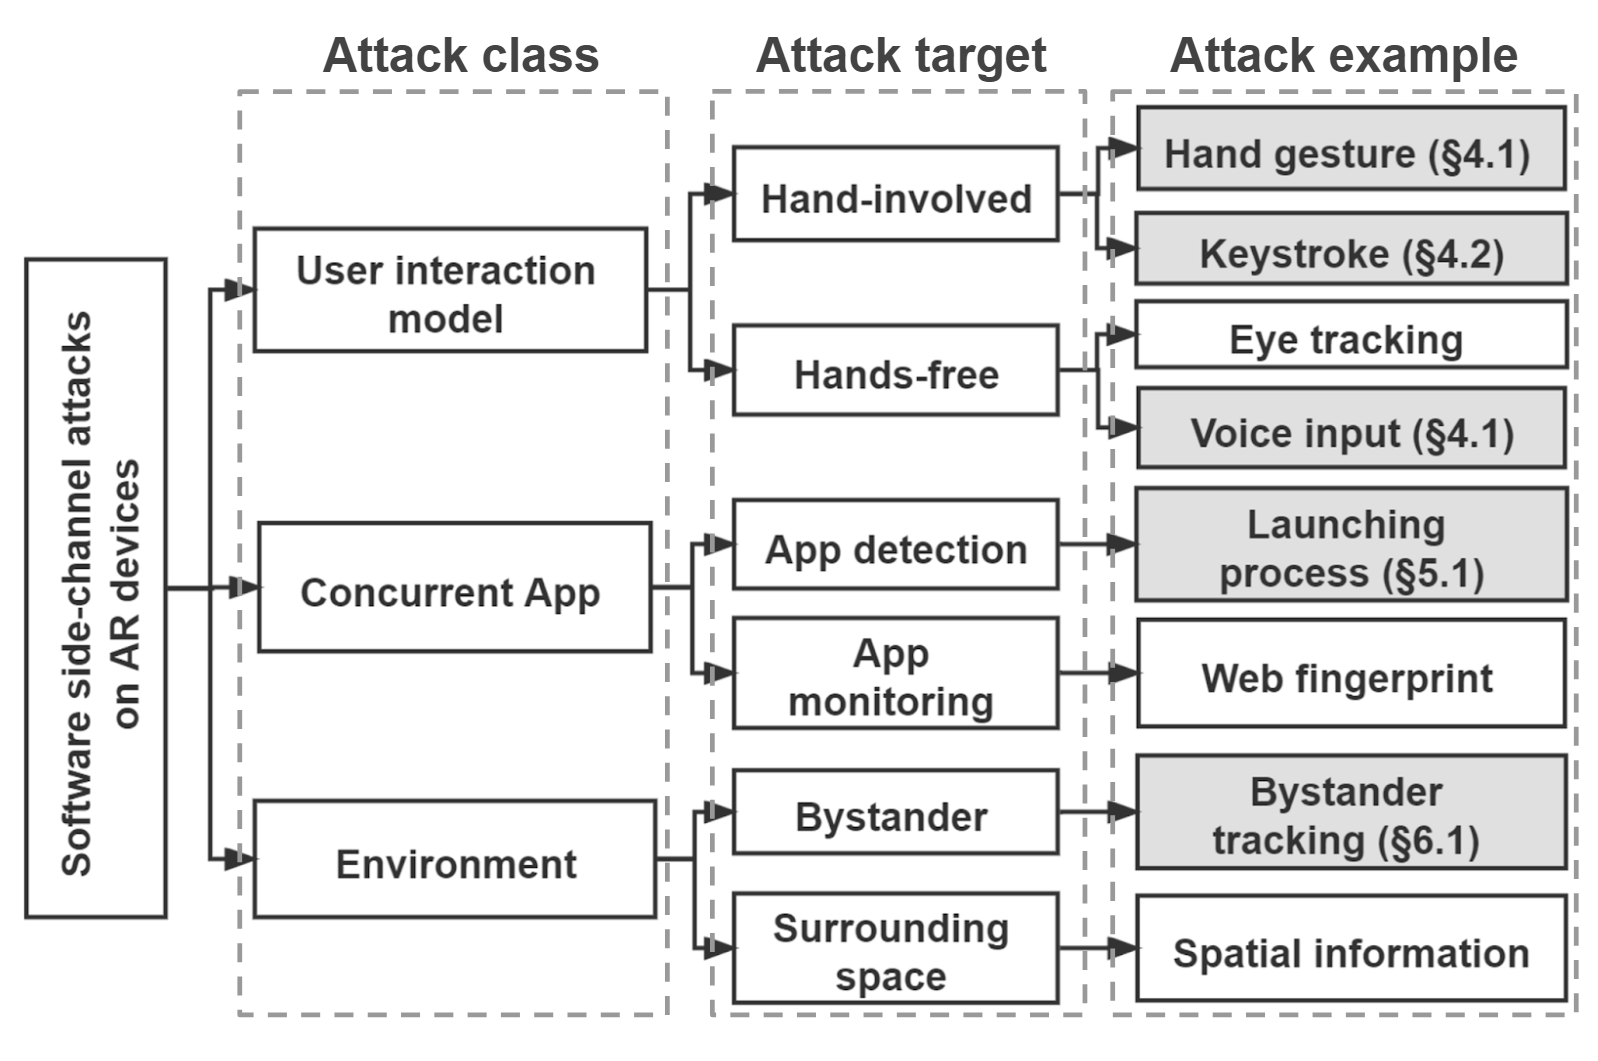 Attack class
Attack target
Attack example
Software side-channel attacks
on AR devices
User interaction
model
Hand-involved
Hand gesture (§4.1)
Keystroke (§4.2)
Hands-free
Eye tracking
Voice input (§4.1)
Concurrent App
App detection
Launching
process (§5.1)
App
monitoring
Web fingerprint
Environment
Bystander
Bystander
tracking (§6.1)
Surrounding
space
Spatial information